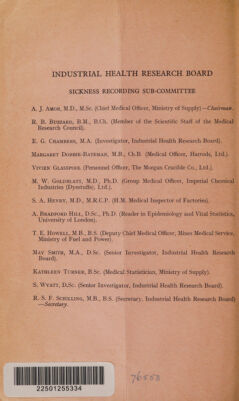 INDUSTRIAL HEALTH RESEARCH BOARD
SICKNESS RECORDING SUB-COMMITTEE
A. J. Amor, M.D., M.Sc. (Chief Medical Officer, Ministry of Supply)—Chairman.
R. B. Buzzard, B.M., B.Ch. (Member of the Scientific Staff of the Medical
Research Council).
E. G. Chambers, M.A. (Investigator, Industrial Health Research Board).
Margaret Dobbie-Bateman, M.B., Ch.B. (Medical Officer, Harrods, Ltd.).
Vivien Glasspole (Personnel Officer, The Morgan Crucible Co., Ltd.).
M. W. Goldblatt, M.D., Ph.D. (Group Medical Officer, Imperial Chemical
Industries (Dyestuffs), Ltd.).
S. A. Henry, M.D., M.R.C.P. (H.M. Medical Inspector of Factories).
A. Bradford Hill, D.Sc., Ph.D. (Reader in Epidemiology and Vital Statistics,
University of London).
T. E. Howell, M.B., B.S. (Deputy Chief Medical Officer, Mines Medical Service,
Ministry of Fuel and Power).
May Smith, M.A., D.Sc. (Senior Investigator, Industrial Health Research
Board).
Kathleen Turner, B.Sc. (Medical Statistician, Ministry of Supply).
S. Wyatt, D.Sc. (Senior Investigator, Industrial Health Research Board).
R. S. F. Schilling, M.B., B.S. (Secretary, Industrial Health Research Board)
—Secretary.
22501255334